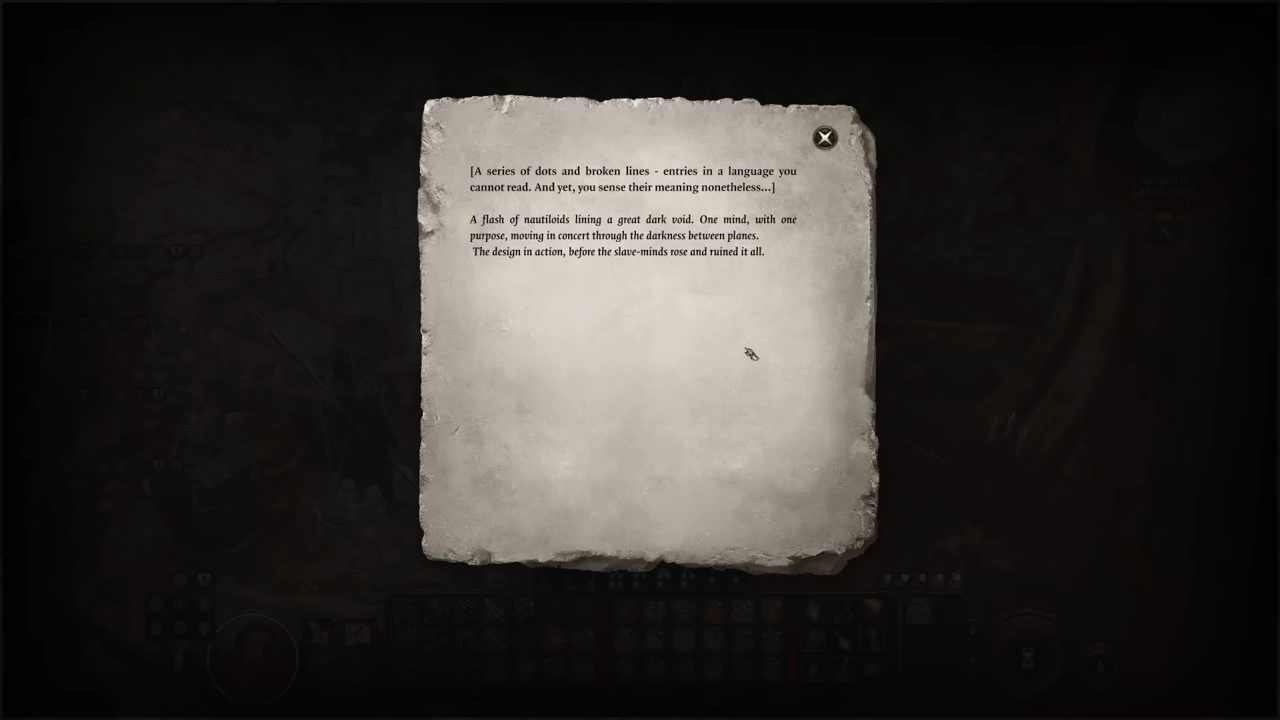 [A series of dots and broken lines - entries in a language you
cannot read. And yet, you sense their meaning nonetheless...]
A flash of nautiloids lining a great dark void. One mind, with one
purpose, moving in concert through the darkness between planes.
The design in action, before the slave-minds rose and ruined it all.